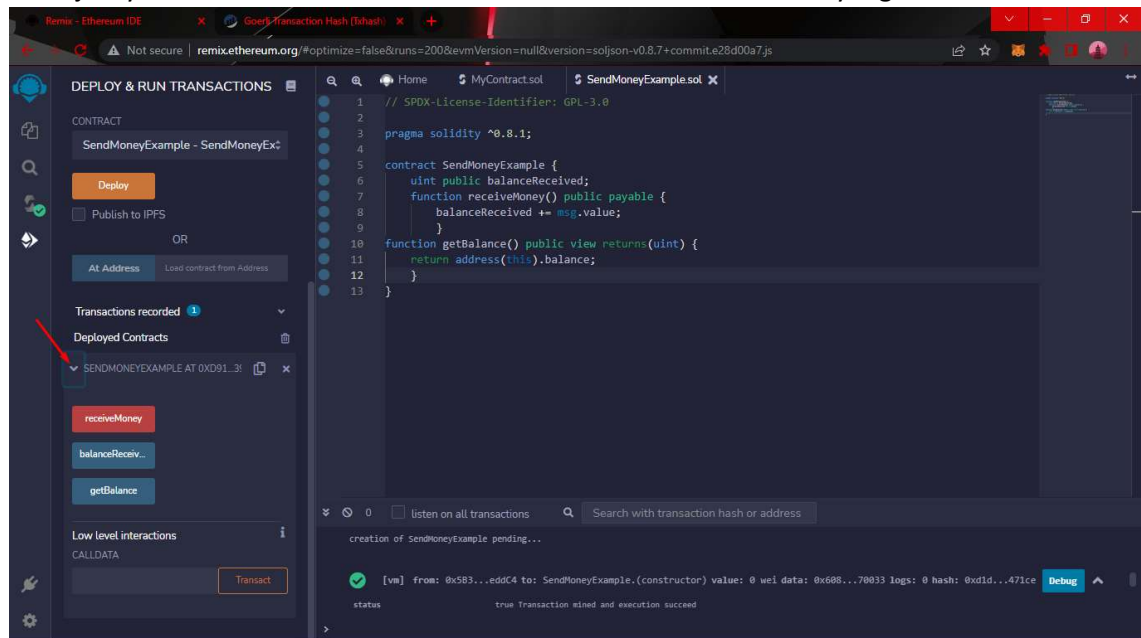 Remix - Ethereum IDE
Goerli Transaction Hash (Txhash)
Not secure | remix.ethereum.org/#optimize=false&runs=200&evmVersion=null&version=soljson-v0.8.7+commit.e28d00a7.js
DEPLOY & RUN TRANSACTIONS
Home
MyContract.sol
SendMoneyExample.sol
CONTRACT
SendMoneyExample - SendMoneyEx
Deploy
Publish to IPFS
OR
At Address Load contract from Address
Transactions recorded 1
Deployed Contracts
SENDMONEYEXAMPLE AT 0XD91...3
receiveMoney
balanceReceiv...
getBalance
Low level interactions
i
CALLDATA
Transact
1 // SPDX-License-Identifier: GPL-3.0
2
3 pragma solidity ^0.8.1;
4
5 contract SendMoneyExample {
6 uint public balanceReceived;
7 function receiveMoney() public payable {
8 balanceReceived += msg.value;
9 }
10 function getBalance() public view returns(uint) {
11 return address(this).balance;
12 }
13 }
0 listen on all transactions Search with transaction hash or address
creation of SendMoneyExample pending...
[vm] from: 0x5B3...eddC4 to: SendMoneyExample.(constructor) value: 0 wei data: 0x608...70033 logs: 0 hash: 0xd1d...471ce Debug
status true Transaction mined and execution succeed
>